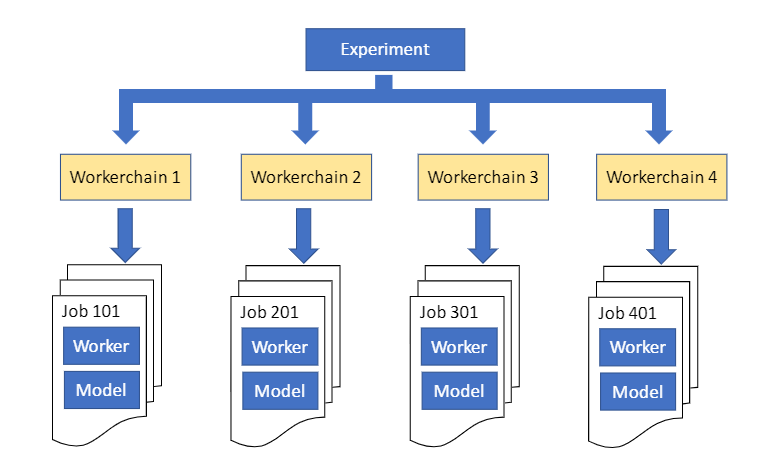 Experiment
Workerchain 1
Workerchain 2
Workerchain 3
Workerchain 4
Job 101
Worker
Model
Job 201
Worker
Model
Job 301
Worker
Model
Job 401
Worker
Model